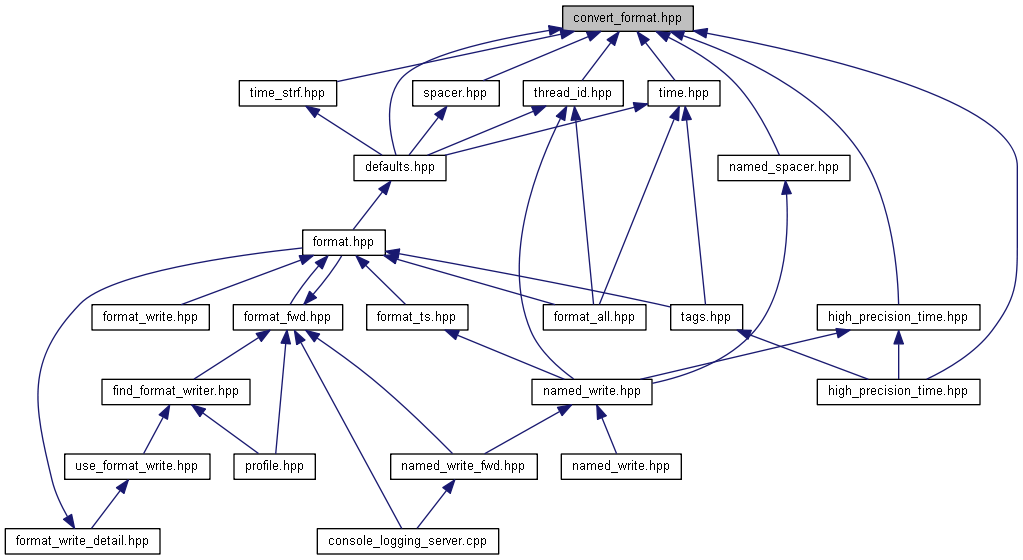 convert_format.hpp
time_strf.hpp
spacer.hpp
thread_id.hpp
time.hpp
defaults.hpp
named_spacer.hpp
format.hpp
format_write.hpp
format_fwd.hpp
format_ts.hpp
format_all.hpp
tags.hpp
high_precision_time.hpp
find_format_writer.hpp
named_write.hpp
high_precision_time.hpp
use_format_write.hpp
profile.hpp
named_write_fwd.hpp
named_write.hpp
format_write_detail.hpp
console_logging_server.cpp